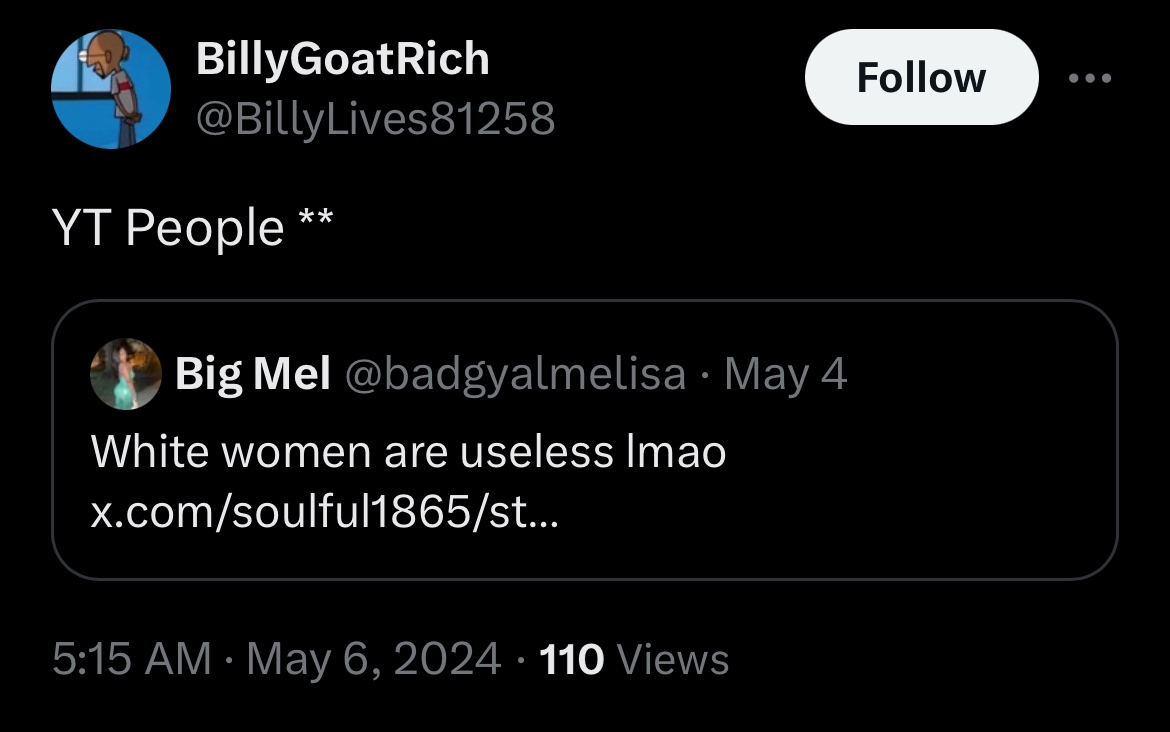 BillyGoatRich
@BillyLives81258
Follow
YT People **
Big Mel @badgyalmelisa · May 4
White women are useless lmao
x.com/soulful1865/st...
5:15 AM · May 6, 2024 · 110 Views